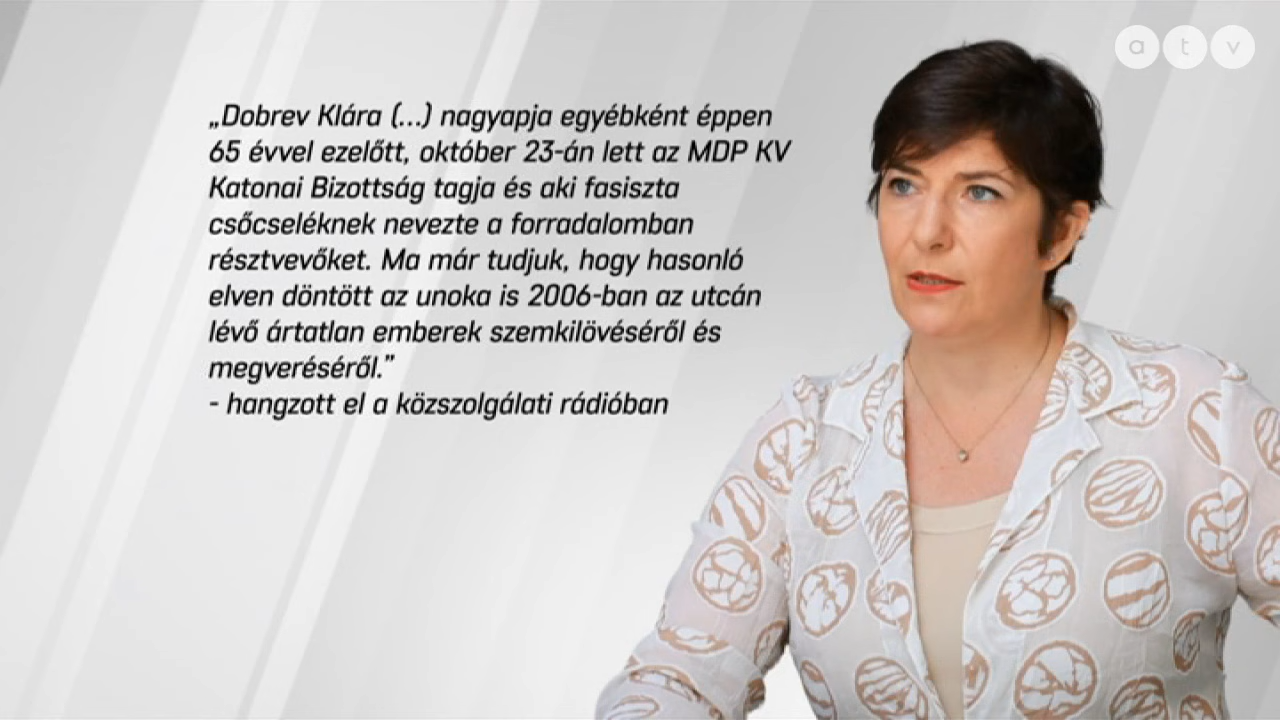 a t v
„Dobrev Klára (...) nagyapja egyébként éppen
65 évvel ezelőtt, október 23-án lett az MDP KV
Katonai Bizottság tagja és aki fasiszta
csőcseléknek nevezte a forradalomban
résztvevőket. Ma már tudjuk, hogy hasonló
elven döntött az unoka is 2006-ban az utcán
lévő ártatlan emberek szemkilövéséről és
megveréséről.”
- hangzott el a közszolgálati rádióban